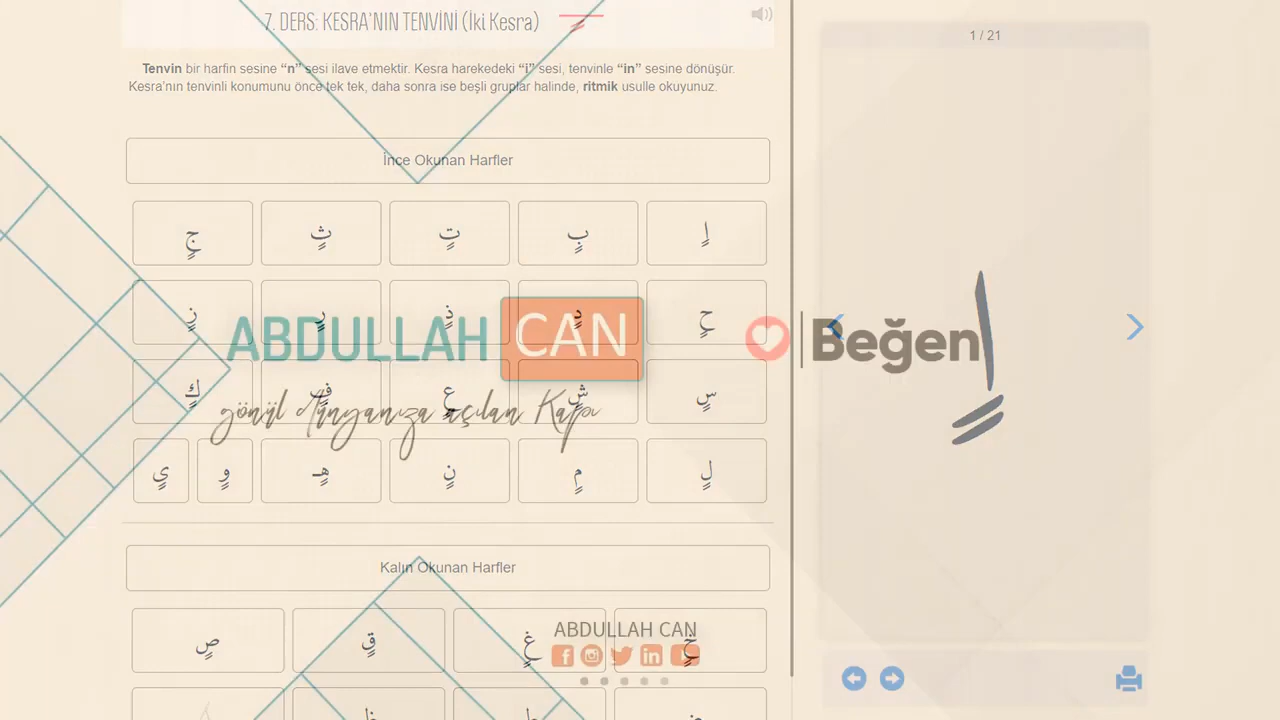 7. DERS: KESRA'NIN TENVİNİ (İki Kesra)
1 / 21
Tenvin bir harfin sesine “n” sesi ilave etmektir. Kesra harekedeki “i” sesi, tenvinle “in” sesine dönüşür.
Kesra'nın tenvinli konumunu önce tek tek, daha sonra ise beşli gruplar halinde, ritmik usulle okuyunuz.
İnce Okunan Harfler
اٍ بٍ تٍ ثٍ جٍ
حٍ دٍ ذٍ رٍ زٍ
ABDULLAH CAN
Beğen
اٍ
سٍ شٍ عٍ فٍ كٍ
gönül dünyanıza açılan Kapı
لٍ مٍ نٍ هٍـ وٍ يٍ
Kalın Okunan Harfler
خٍ غٍ قٍ صٍ
ABDULLAH CAN